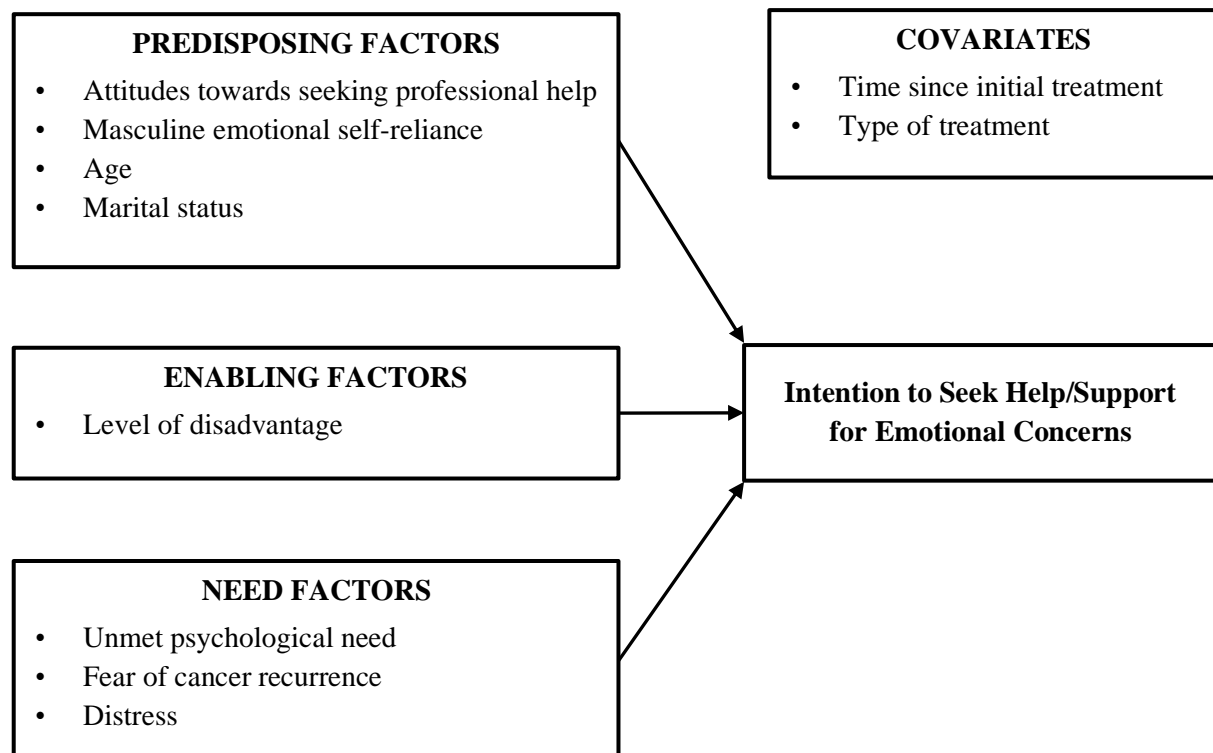 PREDISPOSING FACTORS
• Attitudes towards seeking professional help
• Masculine emotional self-reliance
• Age
• Marital status
COVARIATES
• Time since initial treatment
• Type of treatment
ENABLING FACTORS
• Level of disadvantage
Intention to Seek Help/Support
for Emotional Concerns
NEED FACTORS
• Unmet psychological need
• Fear of cancer recurrence
• Distress